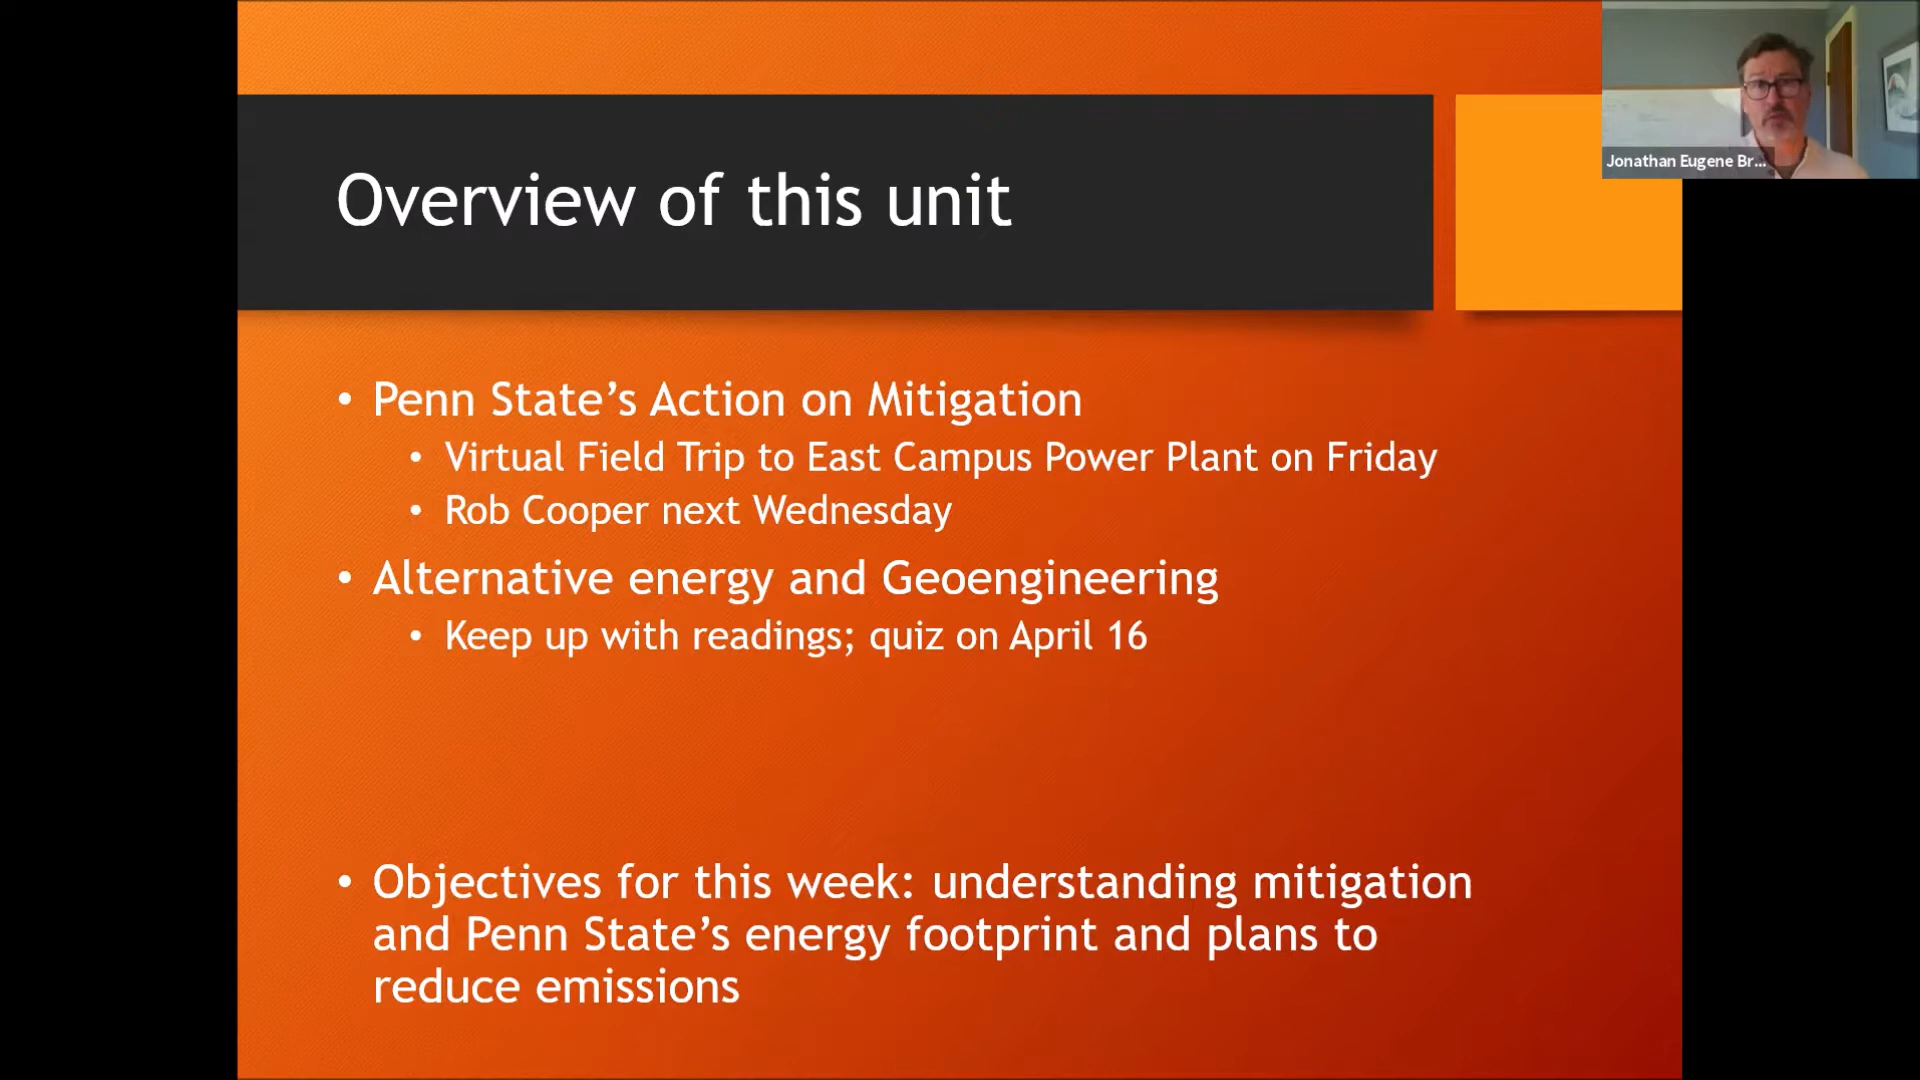 Overview of this unit
Jonathan Eugene Br...
• Penn State’s Action on Mitigation
• Virtual Field Trip to East Campus Power Plant on Friday
• Rob Cooper next Wednesday
• Alternative energy and Geoengineering
• Keep up with readings; quiz on April 16
• Objectives for this week: understanding mitigation
and Penn State’s energy footprint and plans to
reduce emissions